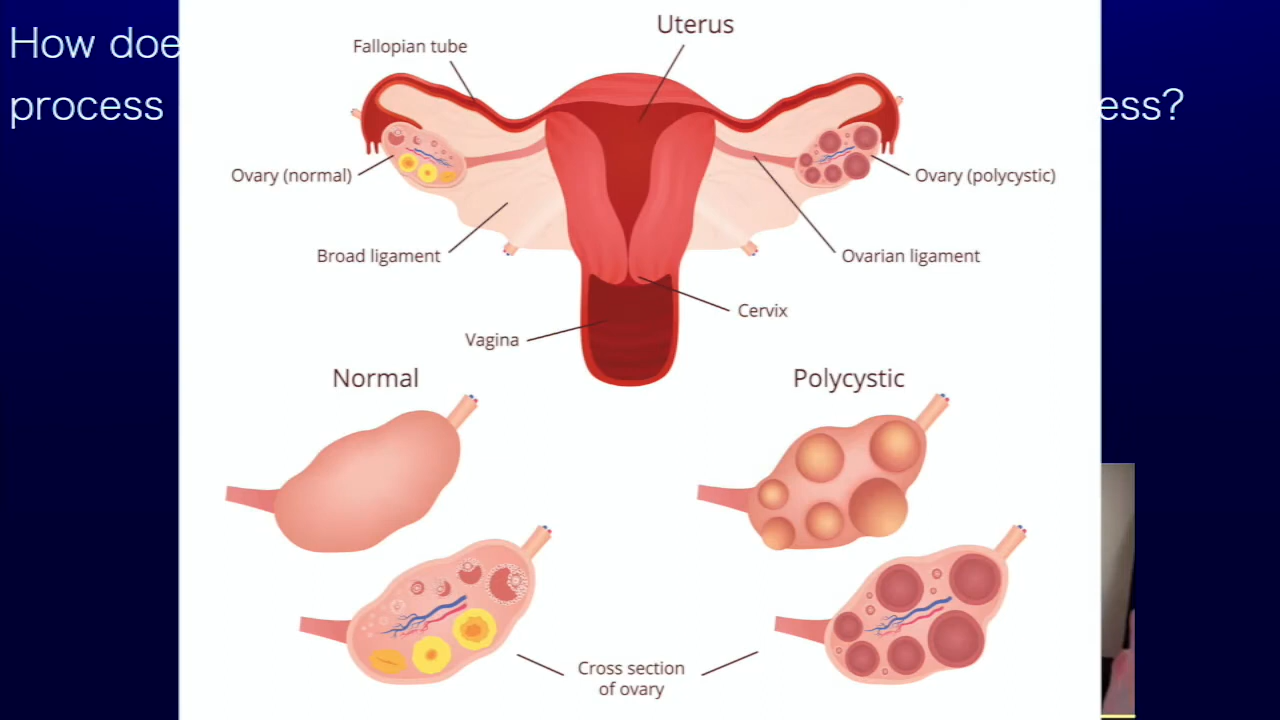 How doe
process
ess?
Uterus
Fallopian tube
Ovary (normal)
Ovary (polycystic)
Broad ligament
Ovarian ligament
Cervix
Vagina
Normal
Polycystic
Cross section
of ovary